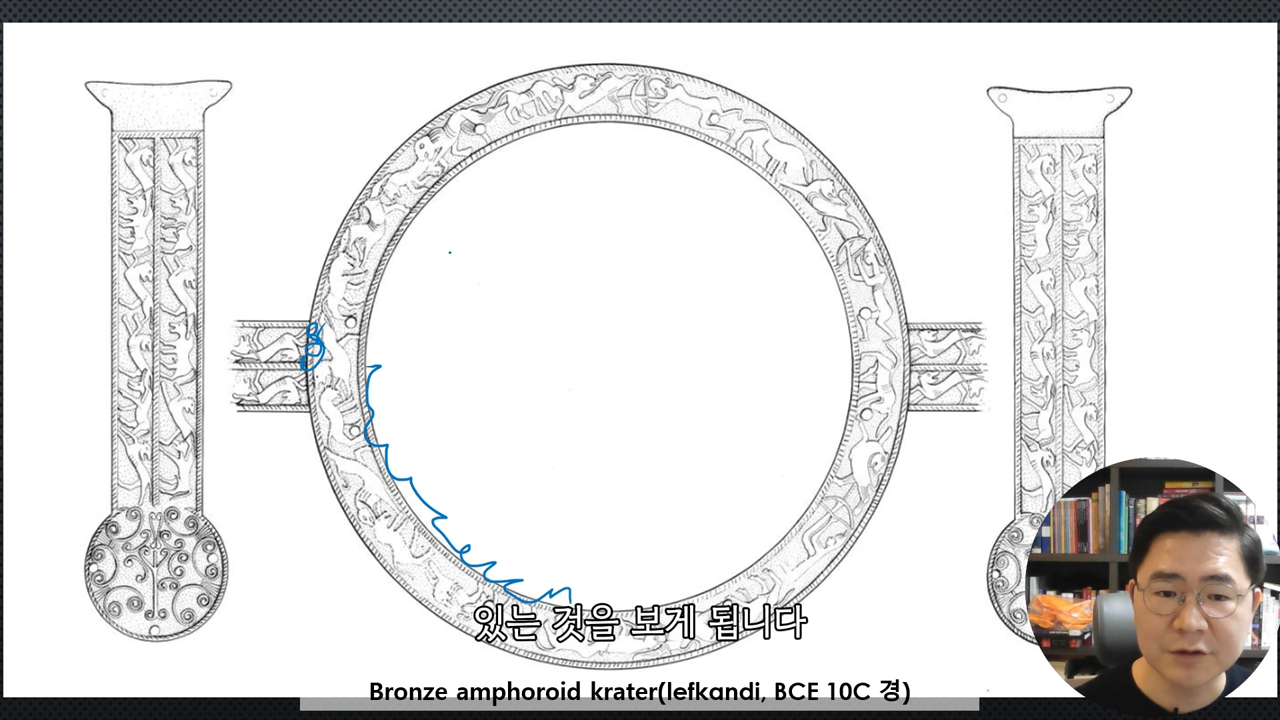 있는 것을 보게 됩니다
Bronze amphoroid krater(lefkandi, BCE 10C 경)